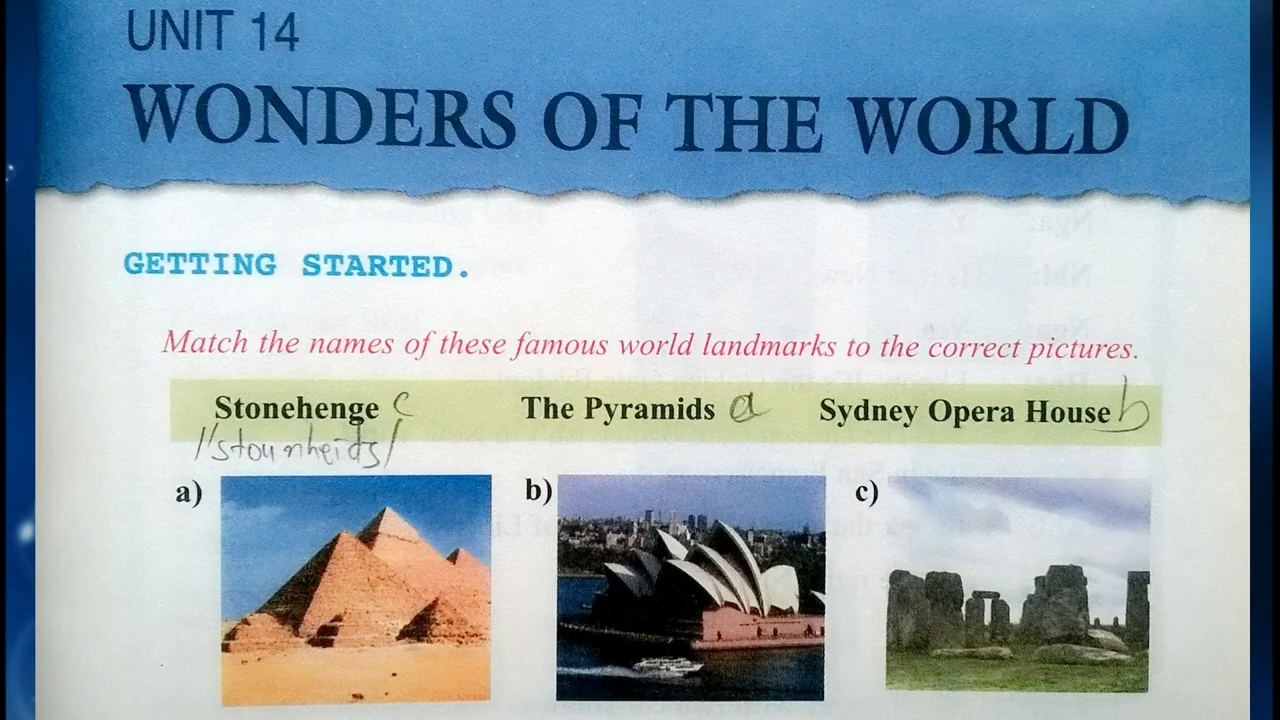 UNIT 14
WONDERS OF THE WORLD
GETTING STARTED.
Match the names of these famous world landmarks to the correct pictures.
Stonehenge c The Pyramids a Sydney Opera House b
a) b) c)